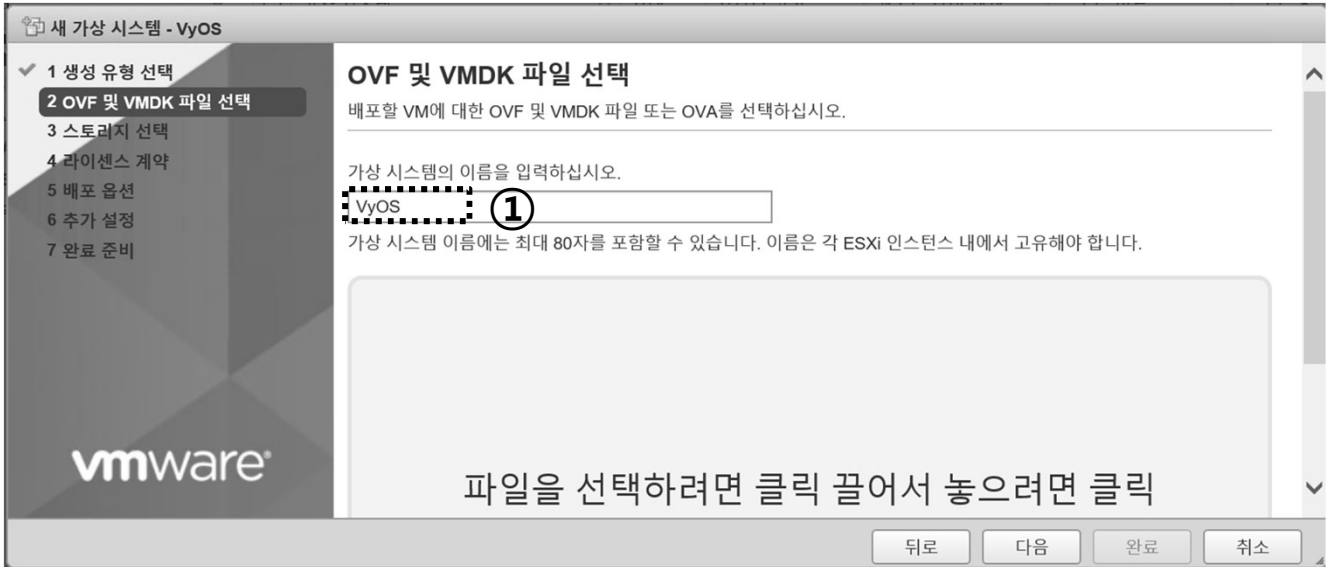 새 가상 시스템 - VyOS
1 생성 유형 선택
2 OVF 및 VMDK 파일 선택
3 스토리지 선택
4 라이센스 계약
5 배포 옵션
6 추가 설정
7 완료 준비
vmware®
OVF 및 VMDK 파일 선택
배포할 VM에 대한 OVF 및 VMDK 파일 또는 OVA를 선택하십시오.
가상 시스템의 이름을 입력하십시오.
VyOS ①
가상 시스템 이름에는 최대 80자를 포함할 수 있습니다. 이름은 각 ESXi 인스턴스 내에서 고유해야 합니다.
파일을 선택하려면 클릭 끌어서 놓으려면 클릭
뒤로 다음 완료 취소